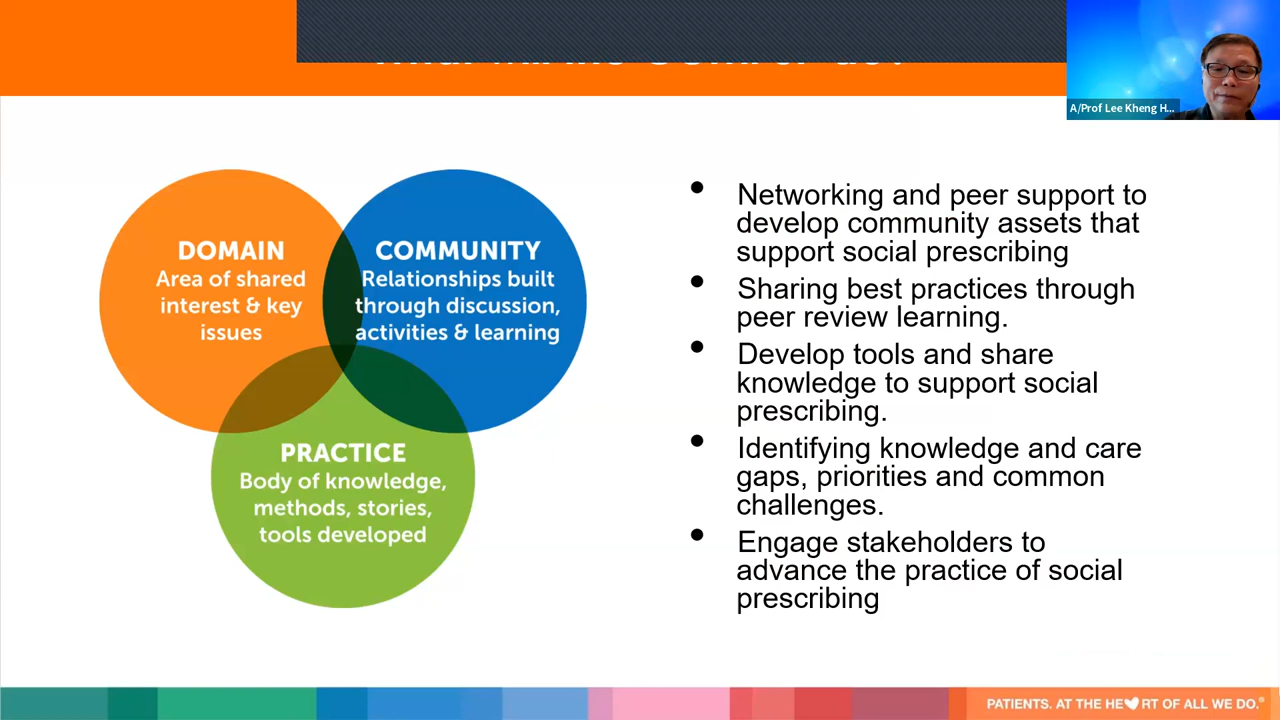 A/Prof Lee Kheng H...
DOMAIN
Area of shared
interest & key
issues
COMMUNITY
Relationships built
through discussion,
activities & learning
PRACTICE
Body of knowledge,
methods, stories,
tools developed
• Networking and peer support to
develop community assets that
support social prescribing
• Sharing best practices through
peer review learning.
• Develop tools and share
knowledge to support social
prescribing.
• Identifying knowledge and care
gaps, priorities and common
challenges.
• Engage stakeholders to
advance the practice of social
prescribing
PATIENTS. AT THE HE♥RT OF ALL WE DO.®